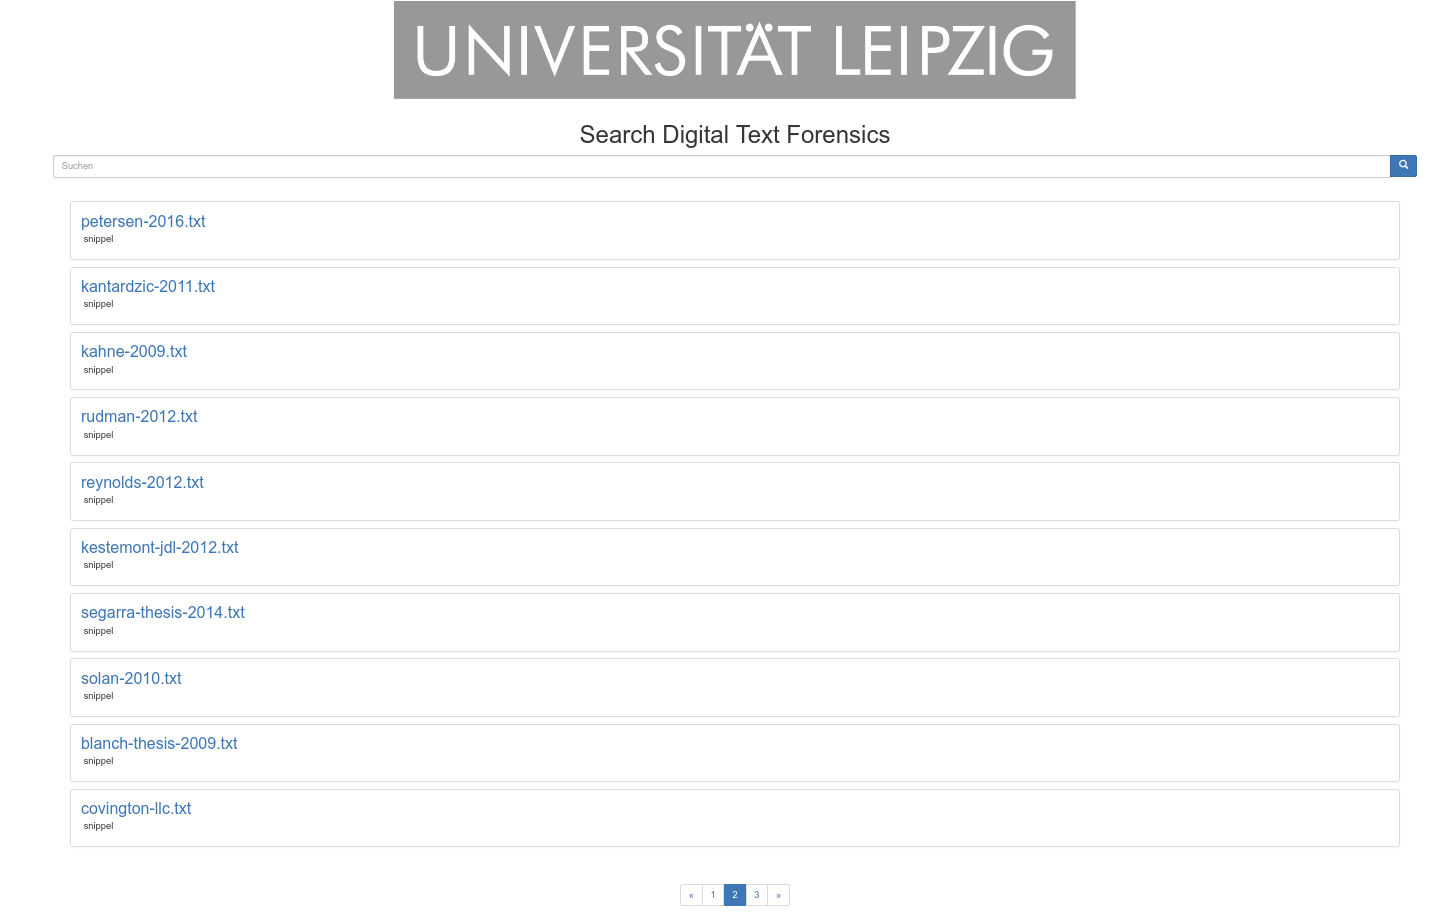 UNIVERSITÄT LEIPZIG
Search Digital Text Forensics
Suchen
petersen-2016.txt
snippel
kantardzic-2011.txt
snippel
kahne-2009.txt
snippel
rudman-2012.txt
snippel
reynolds-2012.txt
snippel
kestemont-jdl-2012.txt
snippel
segarra-thesis-2014.txt
snippel
solan-2010.txt
snippel
blanch-thesis-2009.txt
snippel
covington-llc.txt
snippel
« 1 2 3 »